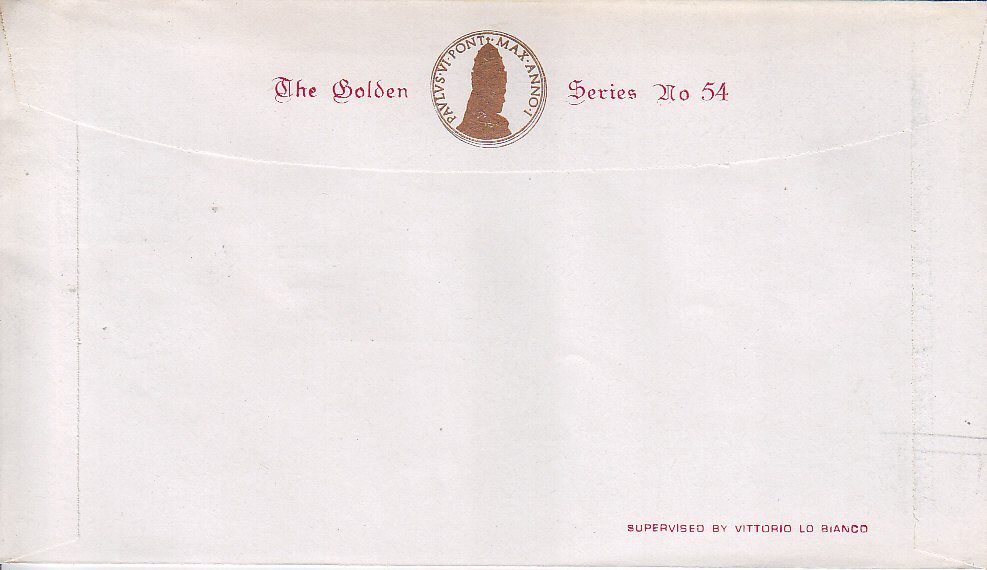 The Golden
PAVLVS·VI·PONT·MAX·ANNO·I
Series No 54
SUPERVISED BY VITTORIO LO BIANCO